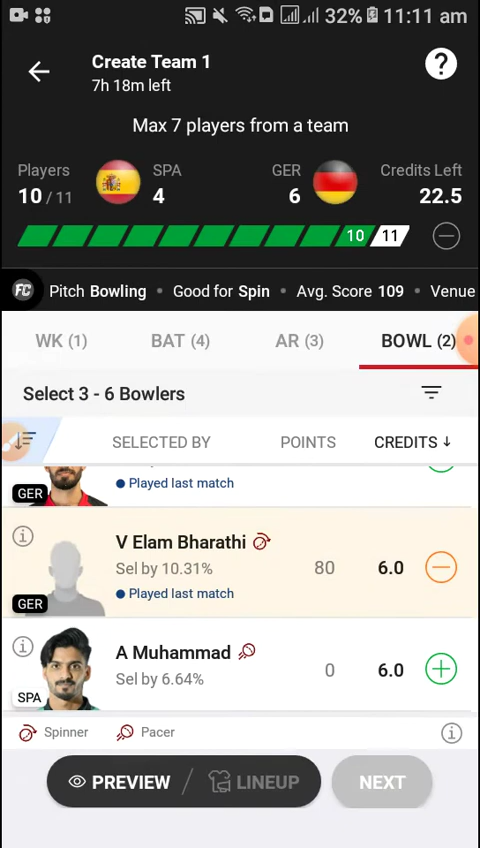 32% 11:11 am
Create Team 1
7h 18m left
?
Max 7 players from a team
Players
10 / 11
SPA
4
GER
6
Credits Left
22.5
10 11
FC Pitch Bowling • Good for Spin • Avg. Score 109 • Venue
WK (1) BAT (4) AR (3) BOWL (2)
Select 3 - 6 Bowlers
SELECTED BY POINTS CREDITS ↓
GER
Played last match
V Elam Bharathi
Sel by 10.31% 80 6.0
Played last match
GER
A Muhammad
Sel by 6.64% 0 6.0
SPA
Spinner Pacer
PREVIEW / LINEUP NEXT